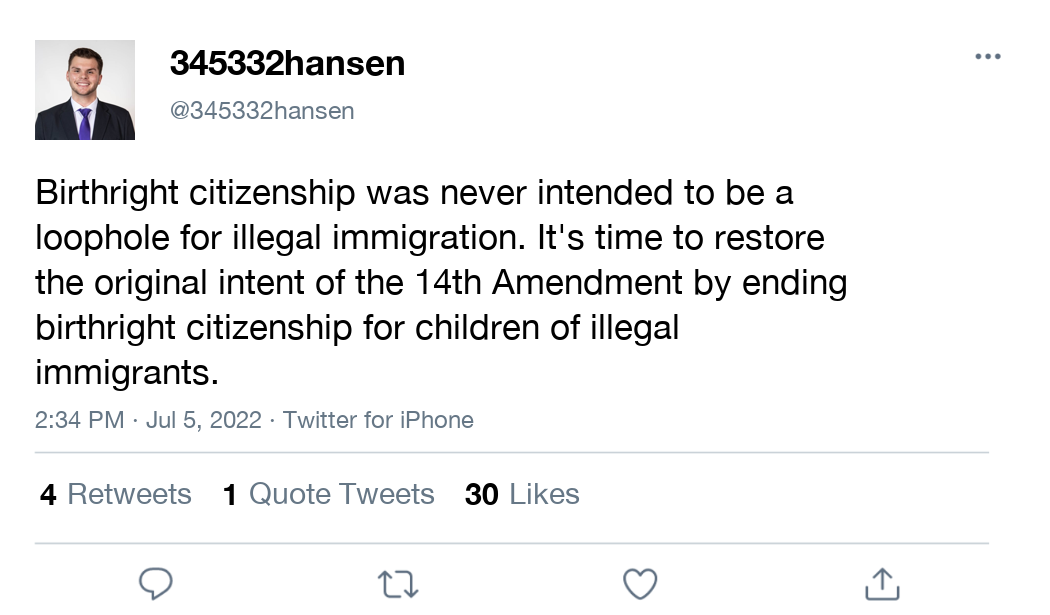 345332hansen
@345332hansen
Birthright citizenship was never intended to be a
loophole for illegal immigration. It's time to restore
the original intent of the 14th Amendment by ending
birthright citizenship for children of illegal
immigrants.
2:34 PM · Jul 5, 2022 · Twitter for iPhone
4 Retweets 1 Quote Tweets 30 Likes